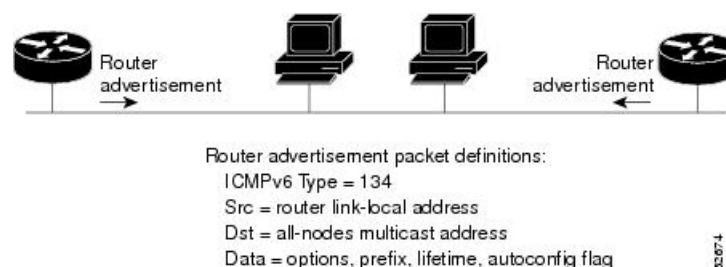 Router
advertisement
Router
advertisement
Router advertisement packet definitions:
ICMPv6 Type = 134
Src = router link-local address
Dst = all-nodes multicast address
Data = options, prefix, lifetime, autoconfig flag